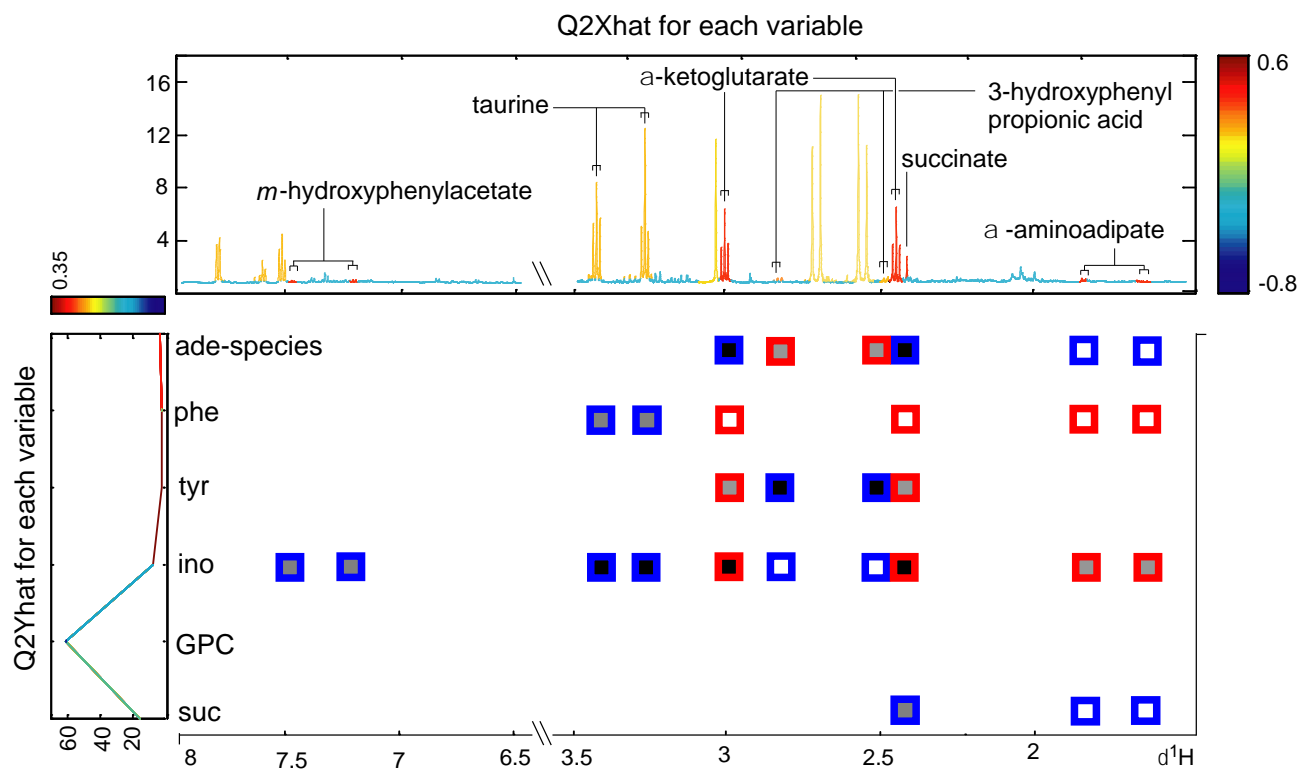 Q2Xhat for each variable
16
12
8
4
taurine
a-ketoglutarate
3-hydroxyphenyl
propionic acid
succinate
m-hydroxyphenylacetate
a -aminoadipate
0.6
-0.8
0.35
Q2Yhat for each variable
ade-species
phe
tyr
ino
GPC
suc
60 40 20
8 7.5 7 6.5 3.5 3 2.5 2 d¹H